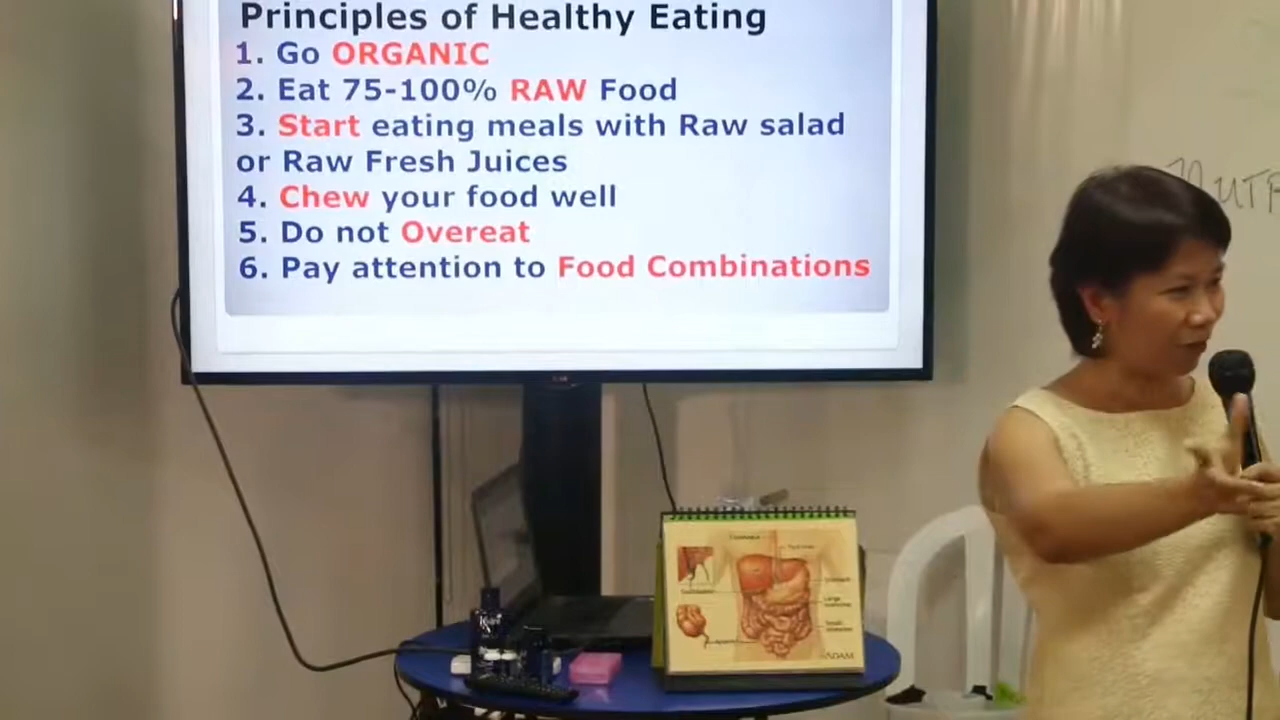 Principles of Healthy Eating
1. Go ORGANIC
2. Eat 75-100% RAW Food
3. Start eating meals with Raw salad
or Raw Fresh Juices
4. Chew your food well
5. Do not Overeat
6. Pay attention to Food Combinations